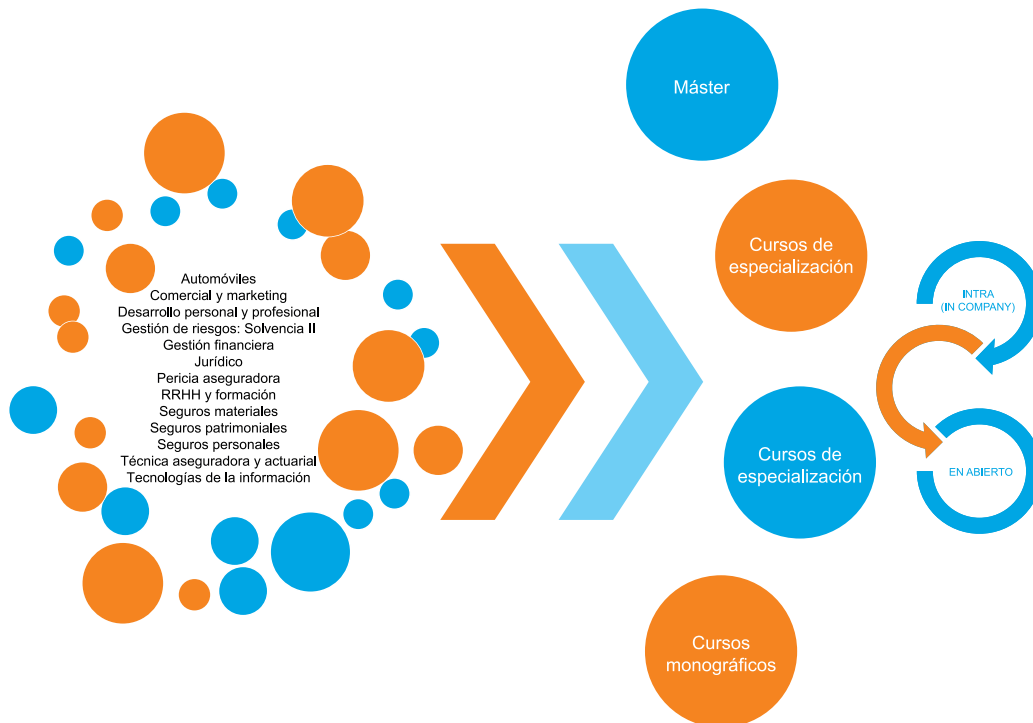 Máster
Cursos de
especialización
Automóviles
Comercial y marketing
Desarrollo personal y profesional
Gestión de riesgos: Solvencia II
Gestión financiera
Jurídico
Pericia aseguradora
RRHH y formación
Seguros materiales
Seguros patrimoniales
Seguros personales
Técnica aseguradora y actuarial
Tecnologías de la información
INTRA
(IN COMPANY)
Cursos de
especialización
EN ABIERTO
Cursos
monográficos